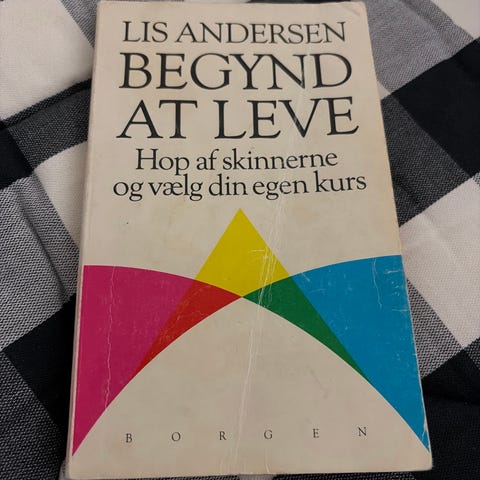 LIS ANDERSEN
BEGYND
AT LEVE
Hop af skinnerne
og vælg din egen kurs
BORGEN